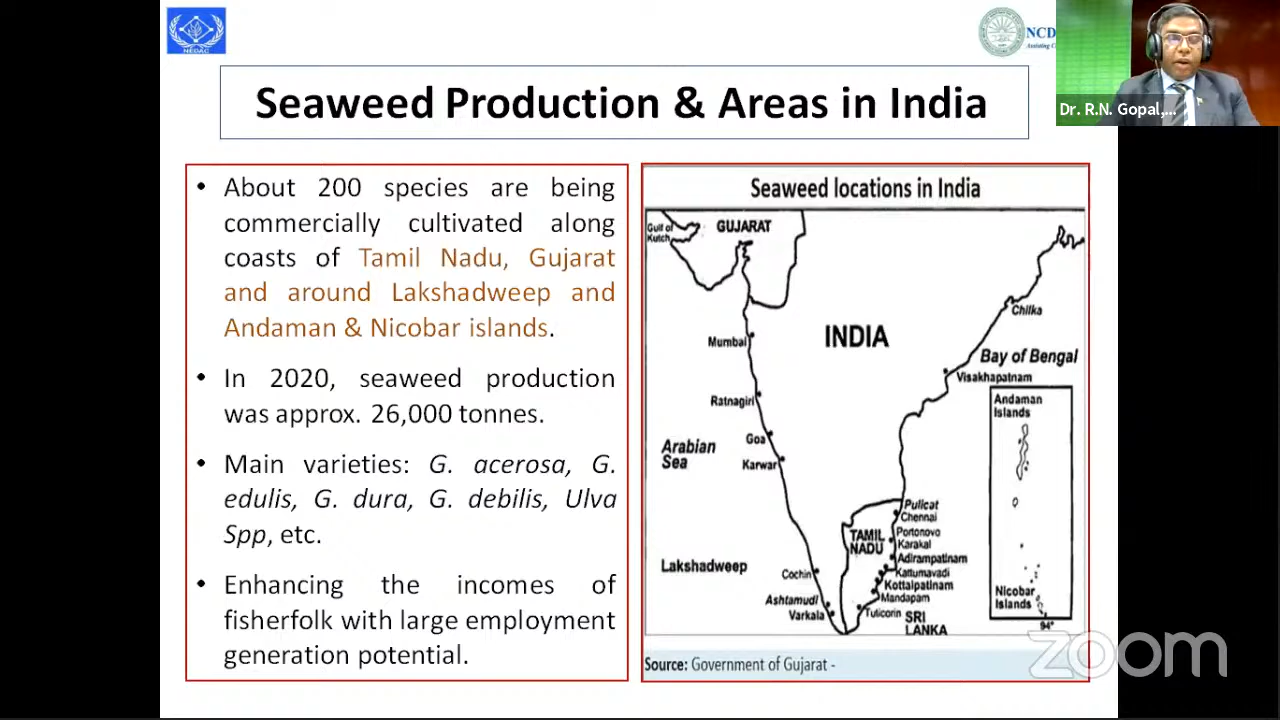 NEDAC
NCD
Assisting C
Dr. R.N. Gopal,...
Seaweed Production & Areas in India
• About 200 species are being
commercially cultivated along
coasts of Tamil Nadu, Gujarat
and around Lakshadweep and
Andaman & Nicobar islands.
• In 2020, seaweed production
was approx. 26,000 tonnes.
• Main varieties: G. acerosa, G.
edulis, G. dura, G. debilis, Ulva
Spp, etc.
• Enhancing the incomes of
fisherfolk with large employment
generation potential.
Seaweed locations in India
Gulf of
Kutch
GUJARAT
Chilka
INDIA
Mumbai
Bay of Bengal
Visakhapatnam
Ratnagiri
Andaman
Islands
Goa
Arabian
Sea
Karwar
Pulicat
Chennai
TAMIL
NADU
Portonovo
Karakal
Adirampatinam
Lakshadweep
Cochin
Kattumavadi
Kottaipatinam
Ashtamudi
Mandapam
Nicobar
Islands
Varkala
Tuticorin
SRI
LANKA
94°
Source: Government of Gujarat -
zoom